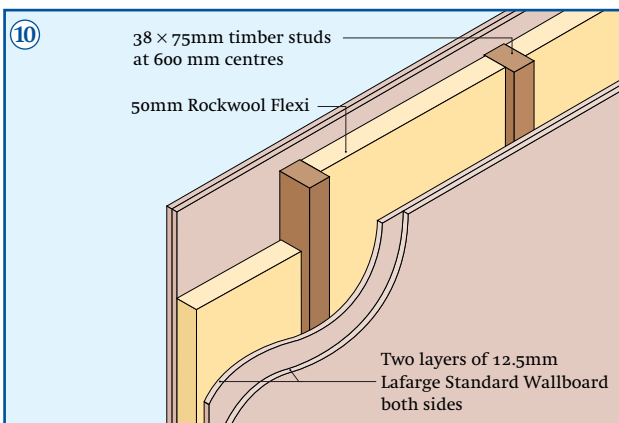 10
38 × 75mm timber studs
at 600 mm centres
50mm Rockwool Flexi
Two layers of 12.5mm
Lafarge Standard Wallboard
both sides